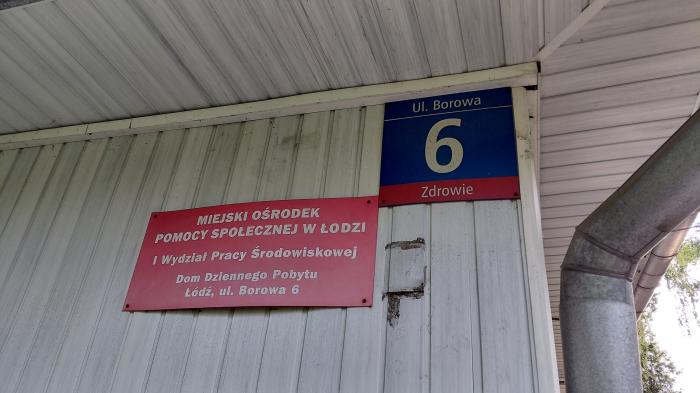 Ul. Borowa
6
Zdrowie
MIEJSKI OŚRODEK
POMOCY SPOŁECZNEJ W ŁODZI
I Wydział Pracy Środowiskowej
Dom Dziennego Pobytu
Łódź, ul. Borowa 6